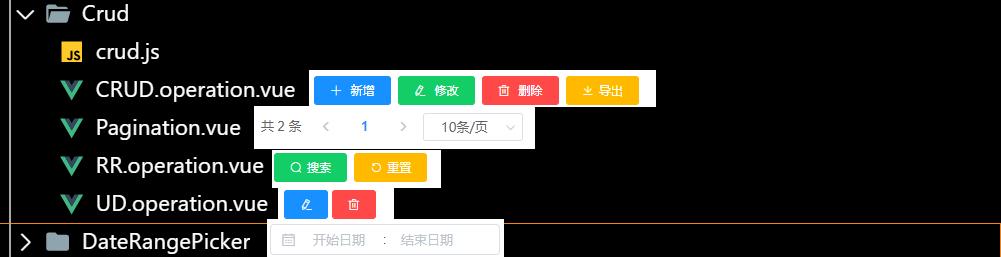 Crud
JS crud.js
CRUD.operation.vue 新增 修改 删除 导出
Pagination.vue 共 2 条 1 10条/页
RR.operation.vue 搜索 重置
UD.operation.vue
DateRangePicker 开始日期 : 结束日期